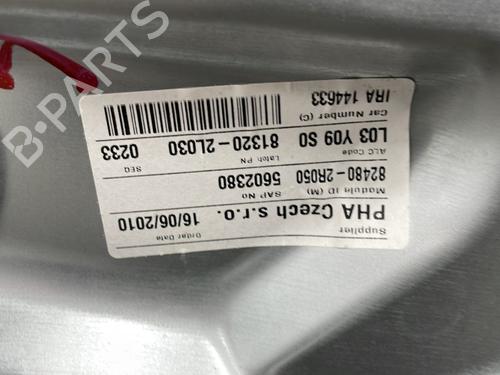 Supplier
PHA Czech s.r.o.
Order Date
16/06/2010
Module ID (M)
82480-2R050
SAP No
5602380
ALC Code
L03 Y09 S0
Latch PN
81320-2L030
SEQ
0233
Car Number (C)
IRA 144633
B-PARTS